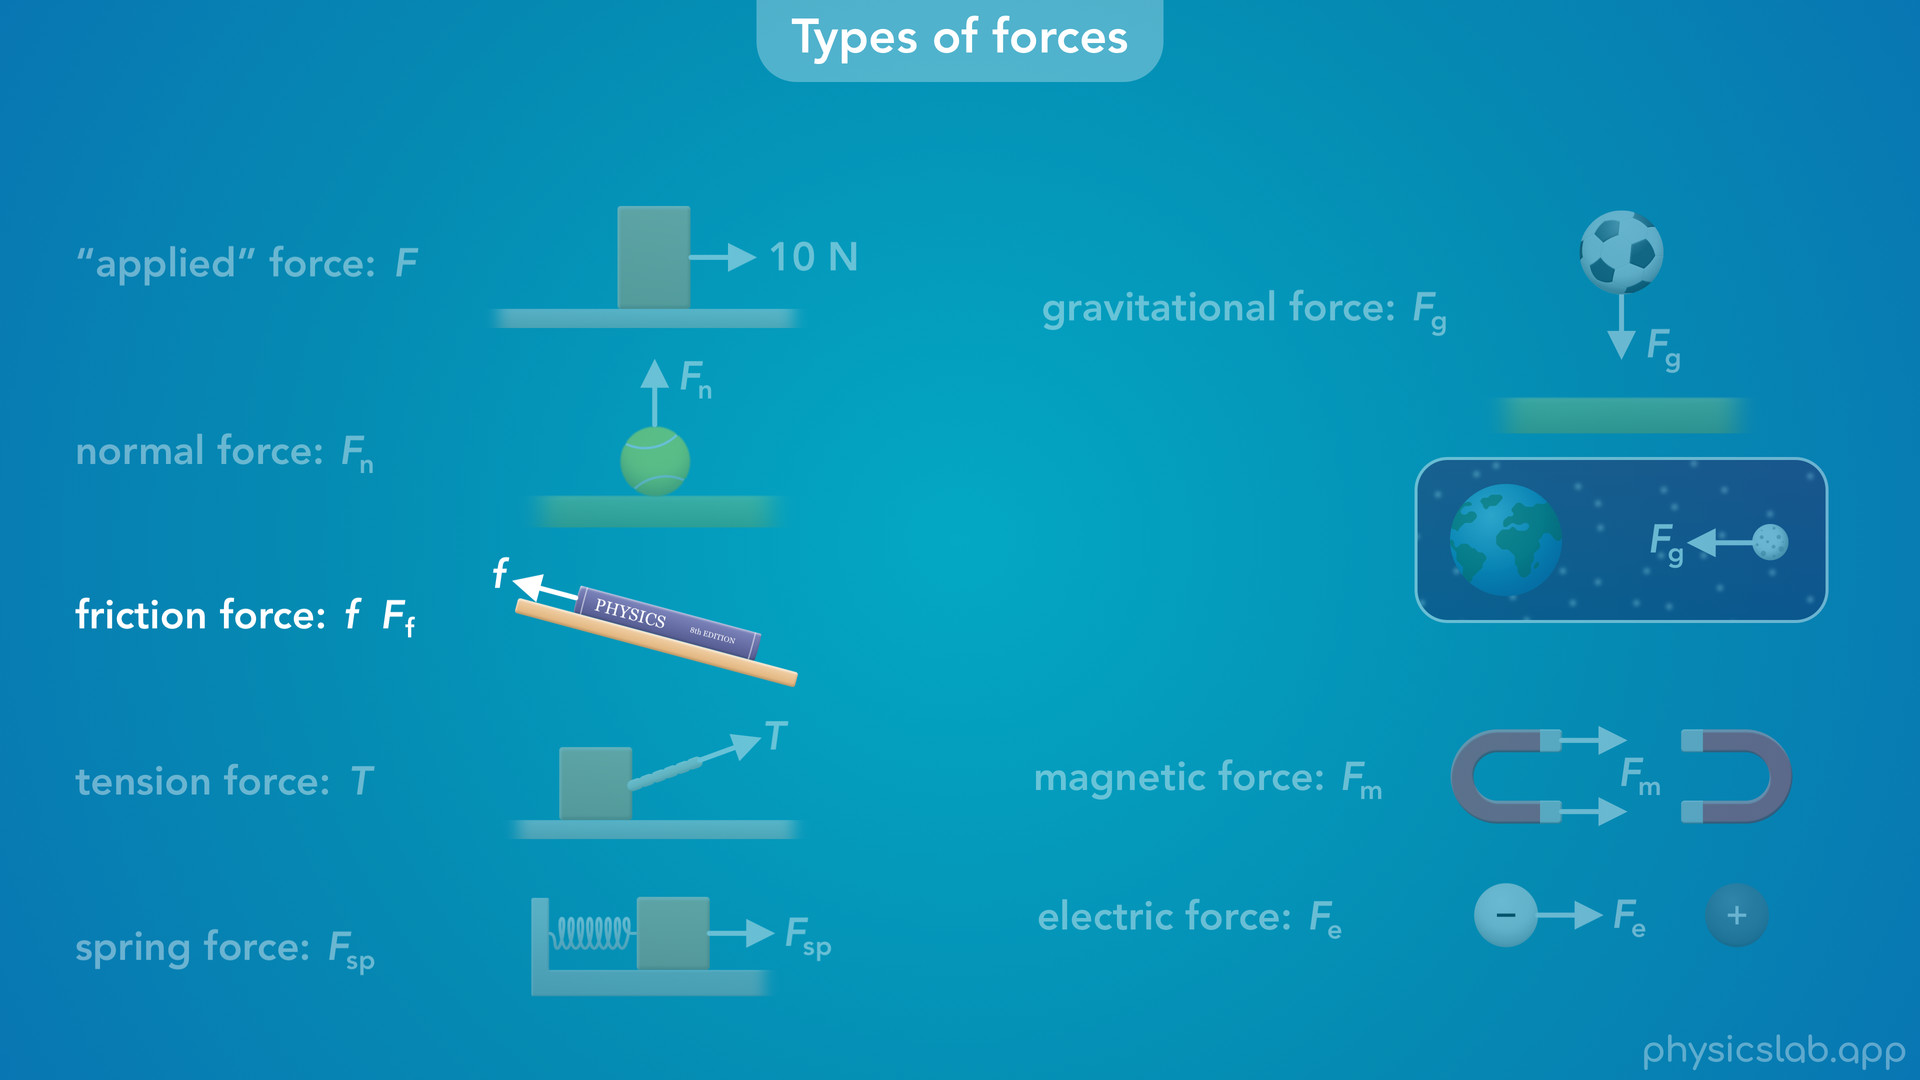 Types of forces
“applied” force: F
10 N
normal force: Fn
Fn
friction force: f Ff
f
PHYSICS
8th EDITION
tension force: T
T
spring force: Fsp
Fsp
gravitational force: Fg
Fg
Fg
magnetic force: Fm
Fm
electric force: Fe
−
Fe
+
physicslab.app